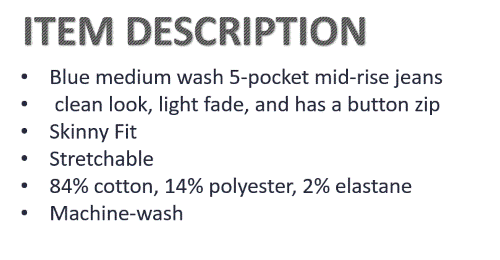 ITEM DESCRIPTION
• Blue medium wash 5-pocket mid-rise jeans
• clean look, light fade, and has a button zip
• Skinny Fit
• Stretchable
• 84% cotton, 14% polyester, 2% elastane
• Machine-wash